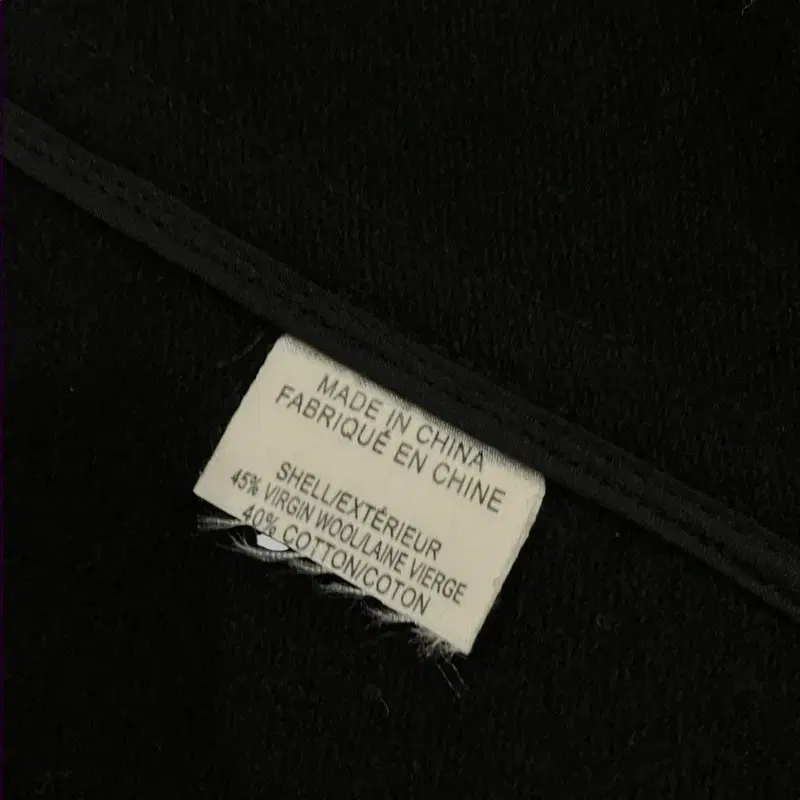 MADE IN CHINA
FABRIQUÉ EN CHINE
SHELL/EXTÉRIEUR
45% VIRGIN WOOL/LAINE VIERGE
40% COTTON/COTON